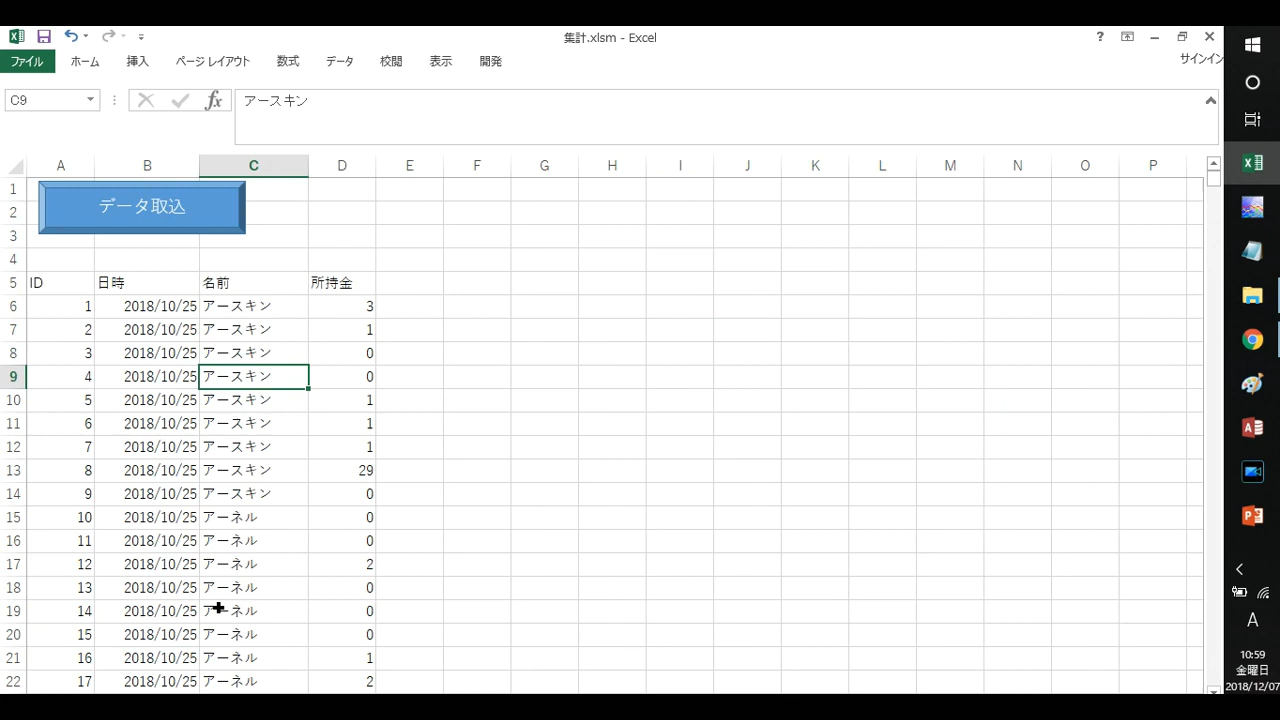 集計.xlsm - Excel
?
ファイル ホーム 挿入 ページ レイアウト 数式 データ 校閲 表示 開発 サインイン
C9 fx アースキン
A B C D E F G H I J K L M N O P
1
データ取込
2
3
4
5 ID 日時 名前 所持金
6 1 2018/10/25 アースキン 3
7 2 2018/10/25 アースキン 1
8 3 2018/10/25 アースキン 0
9 4 2018/10/25 アースキン 0
10 5 2018/10/25 アースキン 1
11 6 2018/10/25 アースキン 1
12 7 2018/10/25 アースキン 1
13 8 2018/10/25 アースキン 29
14 9 2018/10/25 アースキン 0
15 10 2018/10/25 アーネル 0
16 11 2018/10/25 アーネル 0
17 12 2018/10/25 アーネル 2
18 13 2018/10/25 アーネル 0
19 14 2018/10/25 アーネル 0
20 15 2018/10/25 アーネル 0
21 16 2018/10/25 アーネル 1
22 17 2018/10/25 アーネル 2
A
10:59
金曜日
2018/12/07